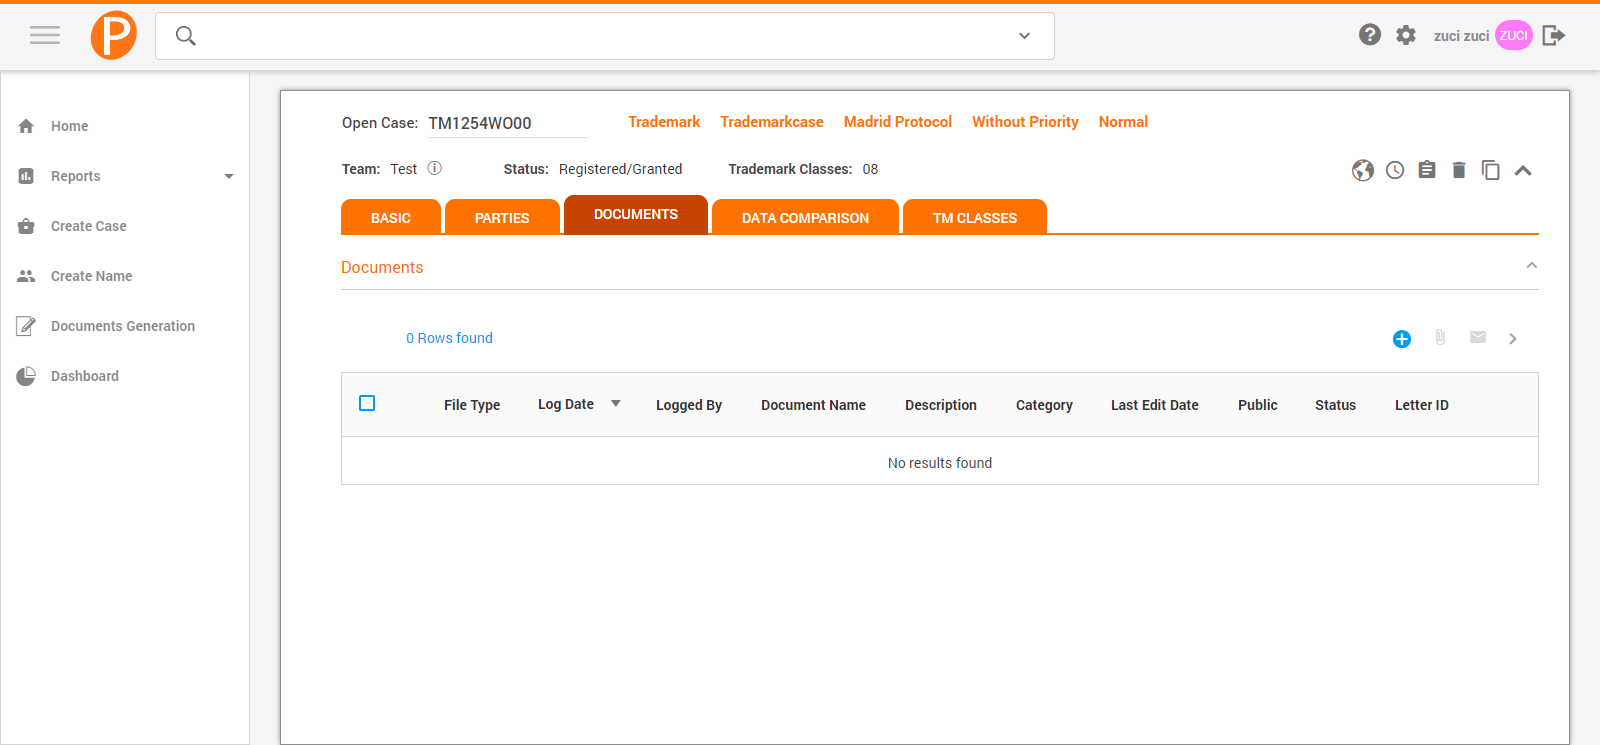 P
zuci zuci
ZUCI
Home
Reports
Create Case
Create Name
Documents Generation
Dashboard
Open Case: TM1254WO00 Trademark Trademarkcase Madrid Protocol Without Priority Normal
Team: Test Status: Registered/Granted Trademark Classes: 08
BASIC PARTIES DOCUMENTS DATA COMPARISON TM CLASSES
Documents
0 Rows found
File Type Log Date Logged By Document Name Description Category Last Edit Date Public Status Letter ID
No results found